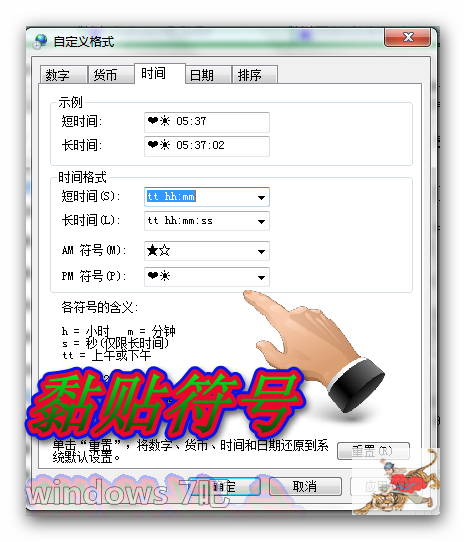 自定义格式
数字 货币 时间 日期 排序
示例
短时间: ❤☀ 05:37
长时间: ❤☀ 05:37:02
时间格式
短时间(S): tt hh:mm
长时间(L): tt hh:mm:ss
AM 符号(M): ★☆
PM 符号(P): ❤☀
各符号的含义:
h = 小时 m = 分钟
s = 秒(仅限长时间)
tt = 上午或下午
黏贴符号
单击“重置”,将数字、货币、时间和日期还原到系
统默认设置。
重置(R)
windows 7吧
取消